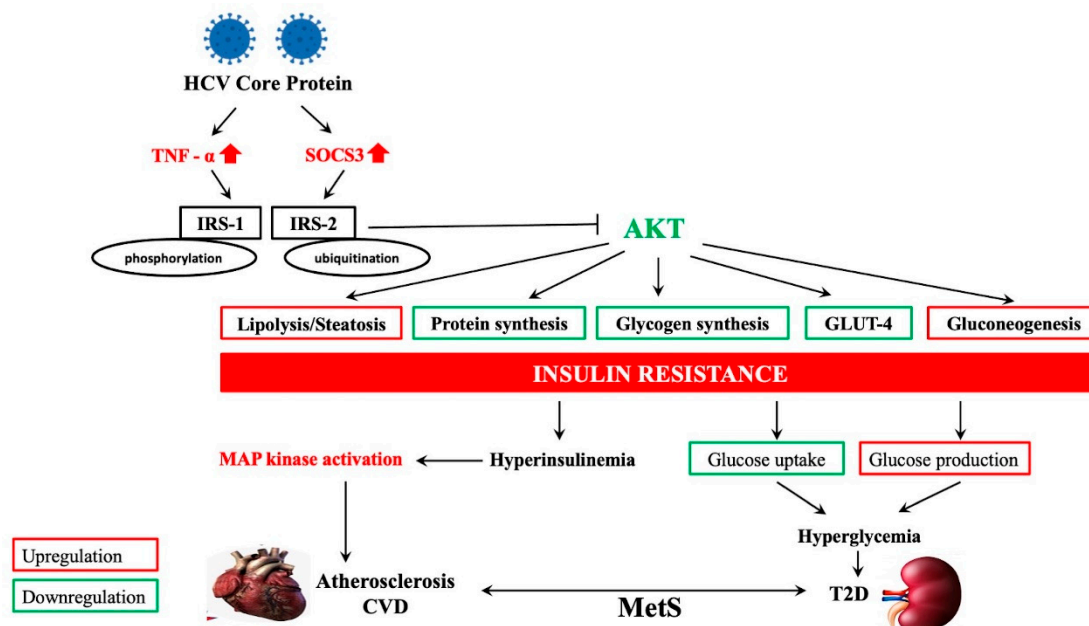 HCV Core Protein
TNF - α
SOCS3
IRS-1
IRS-2
phosphorylation
ubiquitination
AKT
Lipolysis/Steatosis
Protein synthesis
Glycogen synthesis
GLUT-4
Gluconeogenesis
INSULIN RESISTANCE
MAP kinase activation
Hyperinsulinemia
Glucose uptake
Glucose production
Hyperglycemia
Upregulation
Downregulation
Atherosclerosis
CVD
MetS
T2D